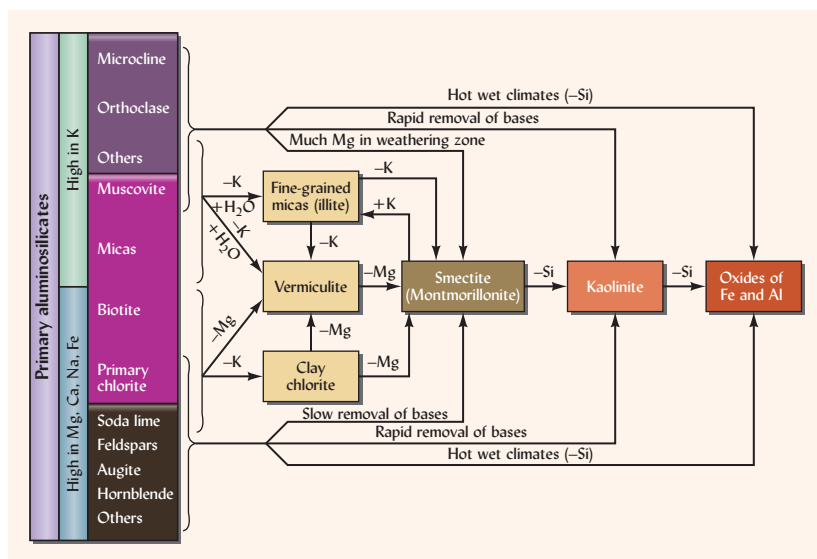 Primary aluminosilicates
High in K
High in Mg, Ca, Na, Fe
Microcline
Orthoclase
Others
Muscovite
Micas
Biotite
Primary
chlorite
Soda lime
Feldspars
Augite
Hornblende
Others
Hot wet climates (–Si)
Rapid removal of bases
Much Mg in weathering zone
–K
+H2O
–K
+H2O
Fine-grained
micas (illite)
–K
+K
–K
Vermiculite
–Mg
Smectite
(Montmorillonite)
–Si
Kaolinite
–Si
Oxides of
Fe and Al
–Mg
–Mg
–K
Clay
chlorite
–Mg
Slow removal of bases
Rapid removal of bases
Hot wet climates (–Si)